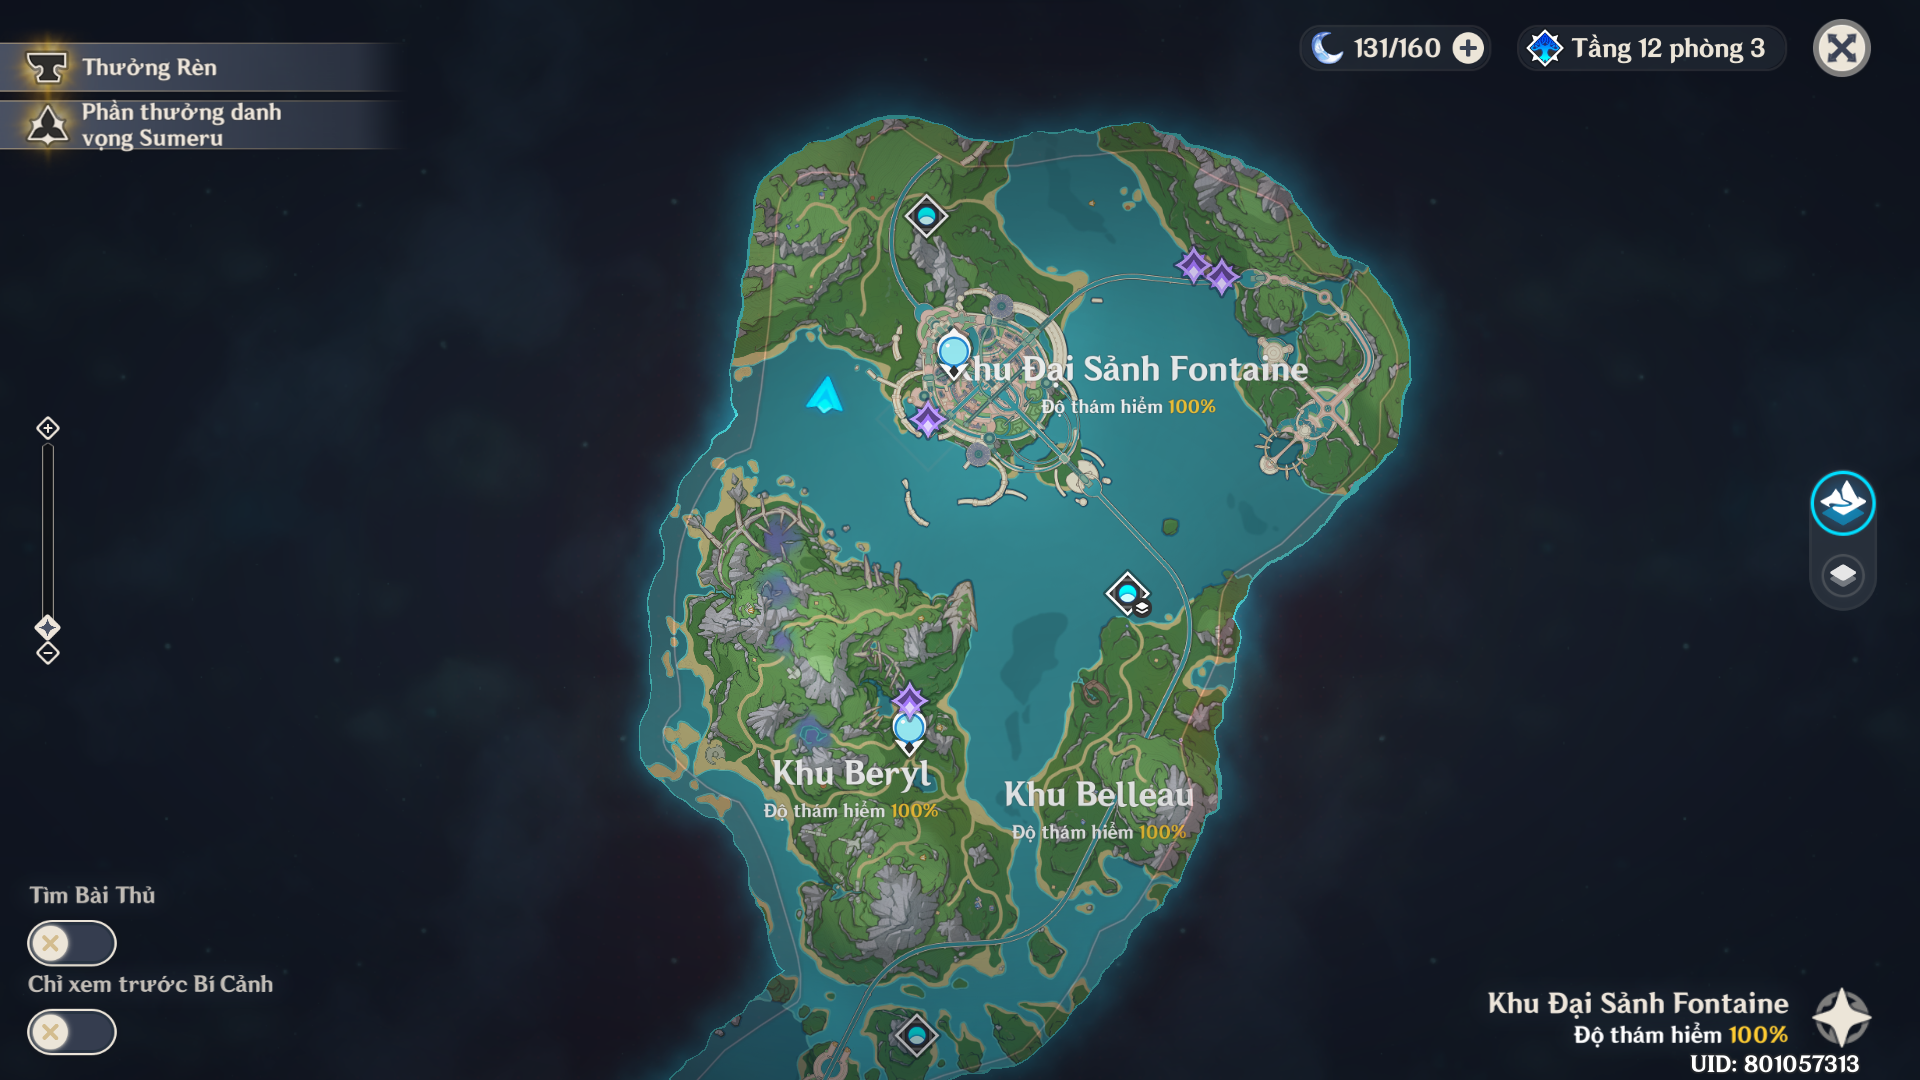 Thưởng Rèn
Phần thưởng danh
vọng Sumeru
131/160
Tầng 12 phòng 3
Khu Đại Sảnh Fontaine
Độ thám hiểm 100%
Khu Beryl
Độ thám hiểm 100%
Khu Belleau
Độ thám hiểm 100%
Tìm Bài Thủ
Chỉ xem trước Bí Cảnh
Khu Đại Sảnh Fontaine
Độ thám hiểm 100%
UID: 801057313